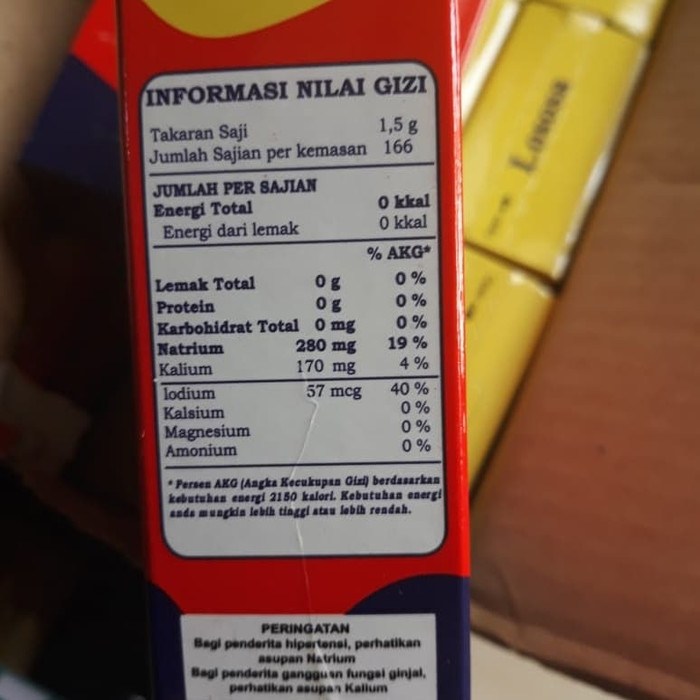 INFORMASI NILAI GIZI
Takaran Saji 1,5 g
Jumlah Sajian per kemasan 166
JUMLAH PER SAJIAN
Energi Total 0 kkal
Energi dari lemak 0 kkal
% AKG*
Lemak Total 0 g 0 %
Protein 0 g 0 %
Karbohidrat Total 0 mg 0 %
Natrium 280 mg 19 %
Kalium 170 mg 4 %
Iodium 57 mcg 40 %
Kalsium 0 %
Magnesium 0 %
Amonium 0 %
* Persen AKG (Angka Kecukupan Gizi) berdasarkan
kebutuhan energi 2150 kalori. Kebutuhan energi
anda mungkin lebih tinggi atau lebih rendah.
PERINGATAN
Bagi penderita hipertensi, perhatikan
asupan Natrium
Bagi penderita gangguan fungsi ginjal,
perhatikan asupan Kalium